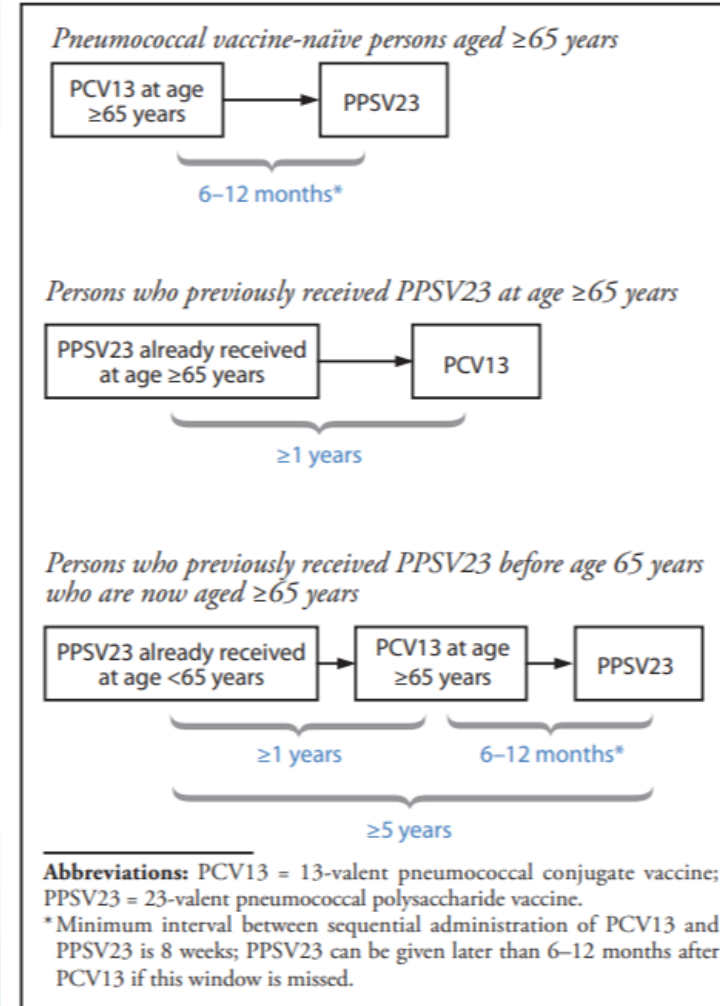 Pneumococcal vaccine-naïve persons aged ≥65 years
PCV13 at age
≥65 years
PPSV23
6–12 months*
Persons who previously received PPSV23 at age ≥65 years
PPSV23 already received
at age ≥65 years
PCV13
≥1 years
Persons who previously received PPSV23 before age 65 years
who are now aged ≥65 years
PPSV23 already received
at age <65 years
PCV13 at age
≥65 years
PPSV23
≥1 years
6–12 months*
≥5 years
Abbreviations: PCV13 = 13-valent pneumococcal conjugate vaccine;
PPSV23 = 23-valent pneumococcal polysaccharide vaccine.
*Minimum interval between sequential administration of PCV13 and
PPSV23 is 8 weeks; PPSV23 can be given later than 6–12 months after
PCV13 if this window is missed.